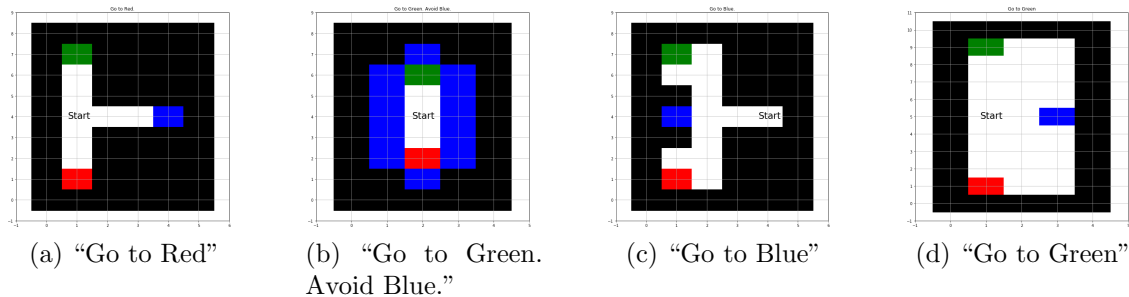 Go to Red.
Start
Go to Green. Avoid Blue.
Start
Go to Blue.
Start
Go to Green
Start
(a) “Go to Red”
(b) “Go to Green. Avoid Blue.”
(c) “Go to Blue”
(d) “Go to Green”